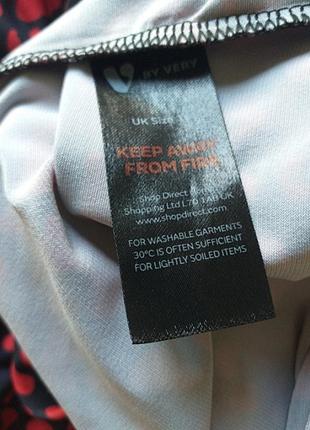 V BY VERY
UK Size
KEEP AWAY
FROM FIRE
Shop Direct Home
Shopping Ltd L70 1AB UK
www.shopdirect.com
FOR WASHABLE GARMENTS
30°C IS OFTEN SUFFICIENT
FOR LIGHTLY SOILED ITEMS